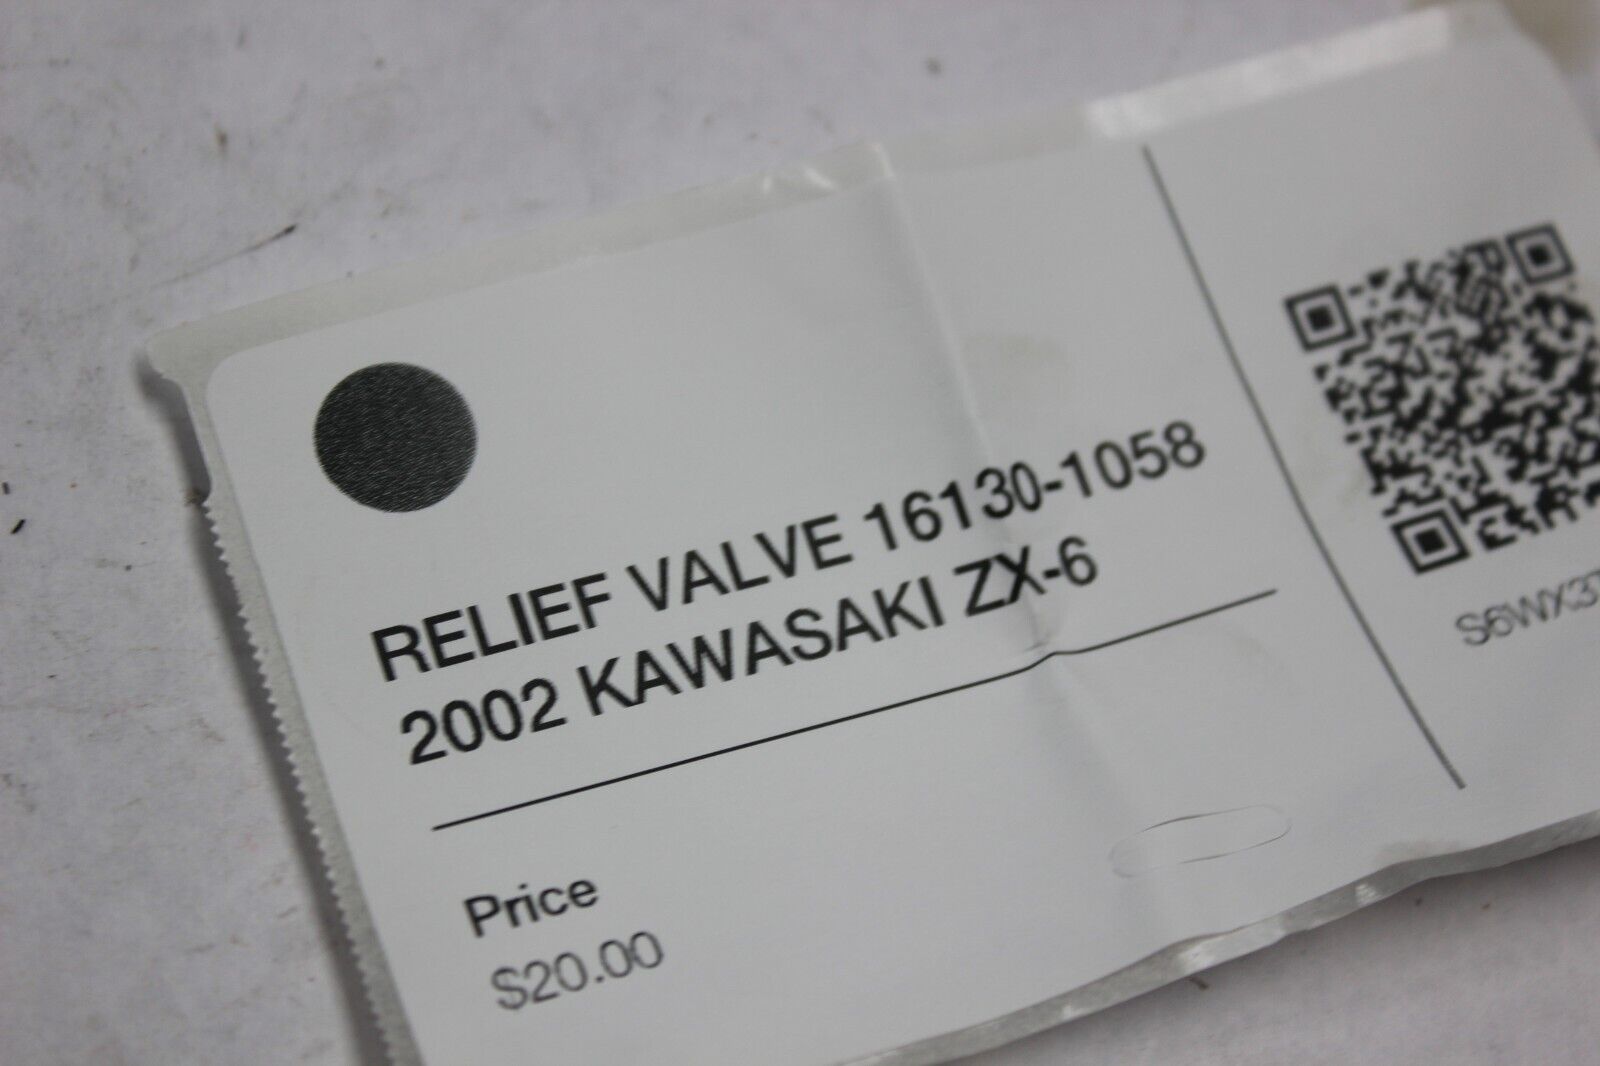 RELIEF VALVE 16130-1058
2002 KAWASAKI ZX-6
Price
$20.00